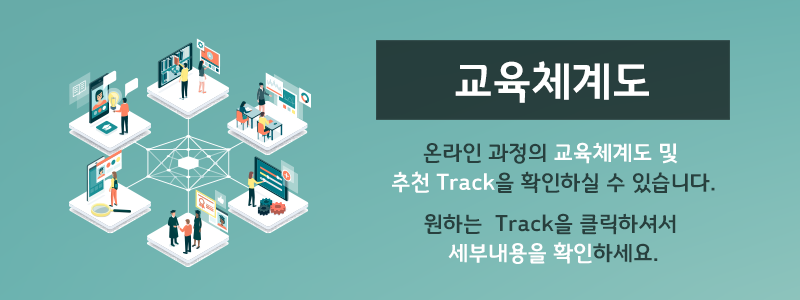 교육체계도
온라인 과정의 교육체계도 및
추천 Track을 확인하실 수 있습니다.
원하는 Track을 클릭하셔서
세부내용을 확인하세요.